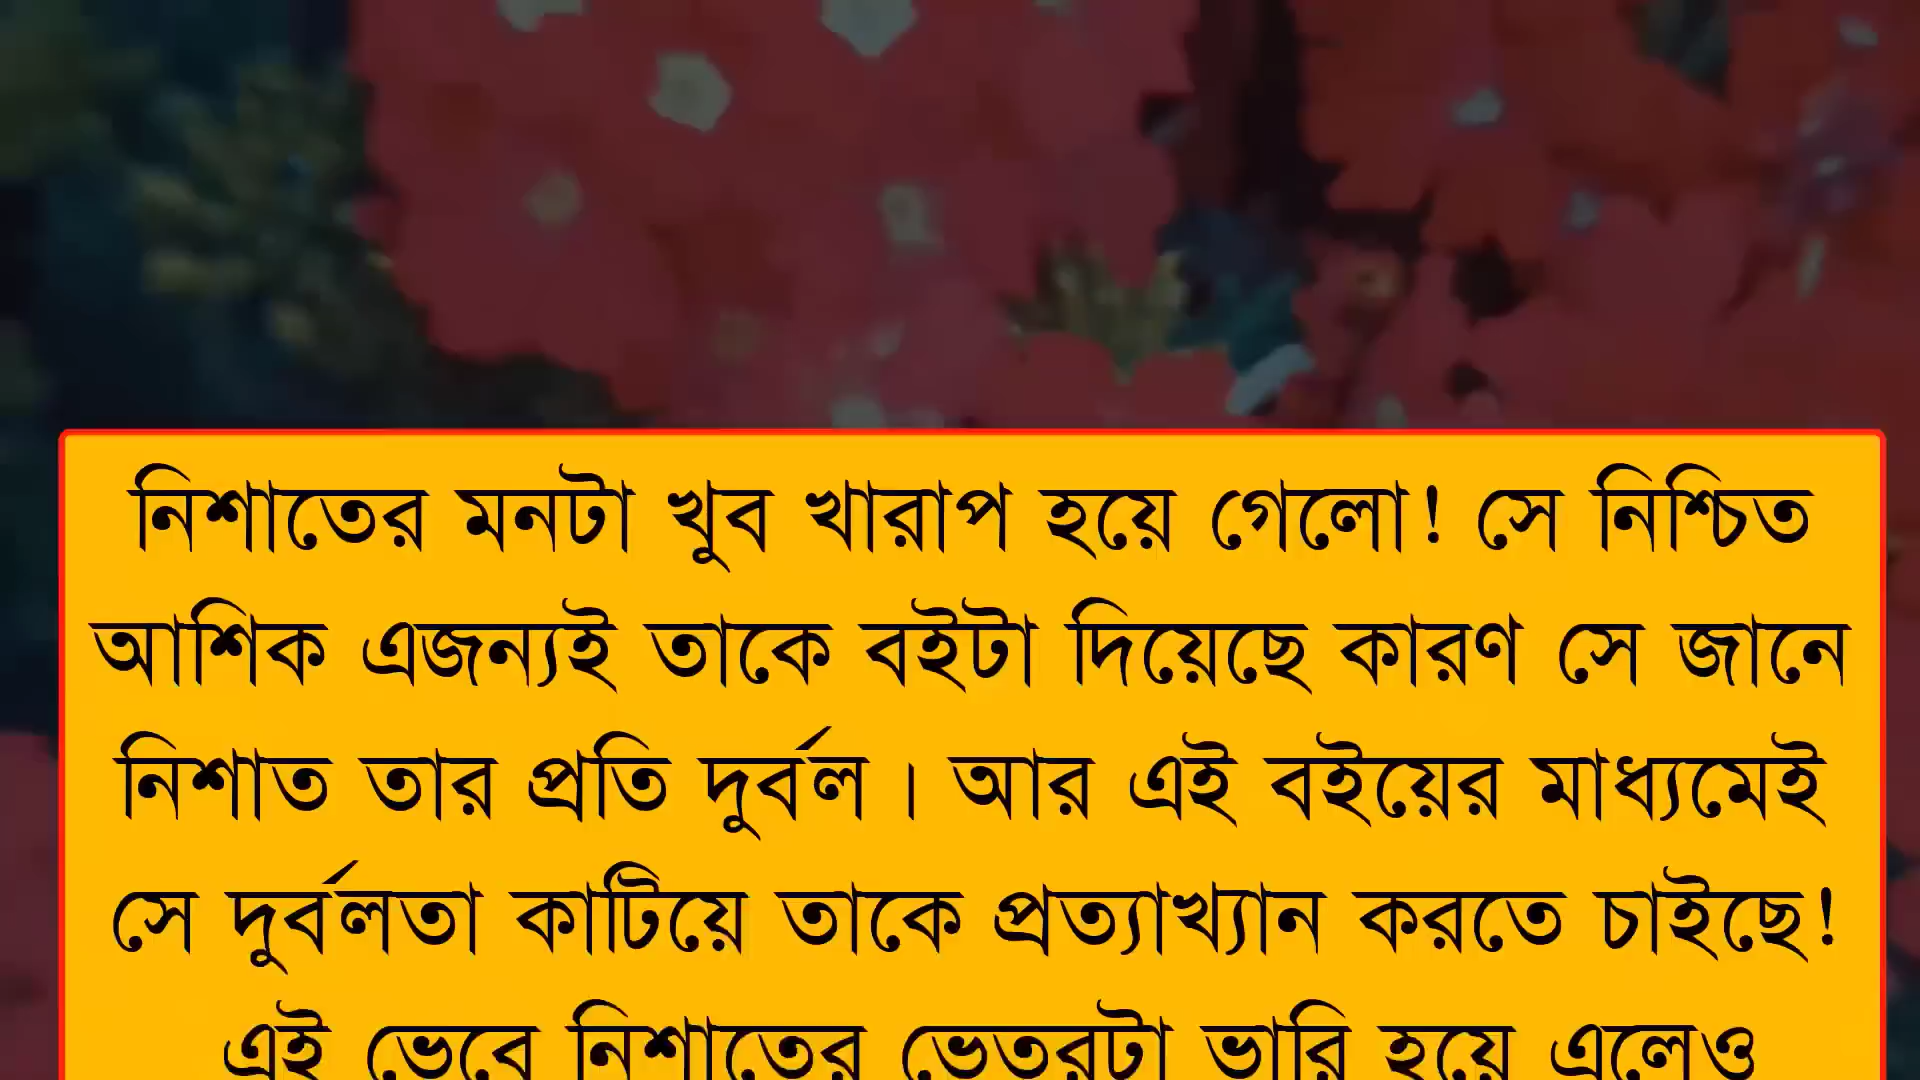 নিশাতের মনটা খুব খারাপ হয়ে গেলো! সে নিশ্চিত
আশিক এজন্যই তাকে বইটা দিয়েছে কারণ সে জানে
নিশাত তার প্রতি দুর্বল। আর এই বইয়ের মাধ্যমেই
সে দুর্বলতা কাটিয়ে তাকে প্রত্যাখ্যান করতে চাইছে!
এই ভেবে নিশাতের ভেতরটা ভারি হয়ে এলেও